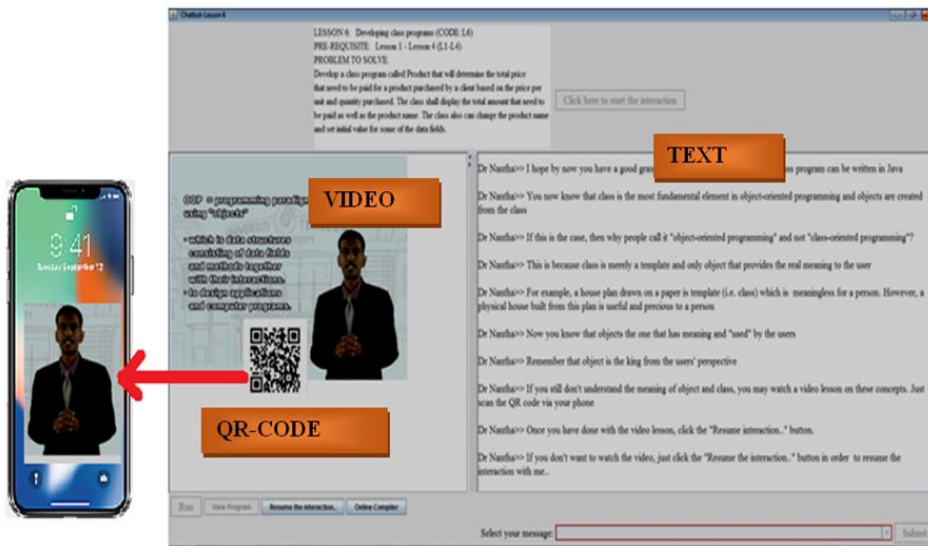 Chatbot-Lesson 6
LESSON 6: Developing class programs (CODE: L6)
PRE-REQUISITE: Lesson 1 - Lesson 4 (L1-L4)
PROBLEM TO SOLVE:
Develop a class program called Product that will determine the total price
that need to be paid for a product purchased by a client based on the price per
unit and quantity purchased. The class shall display the total amount that need to
be paid as well as the product name. The class also can change the product name
and set initial value for some of the data fields.
Click here to start the interaction
OOP = programming paradigm
using "objects"
- which is data structures
consisting of data fields
and methods together
with their interactions.
- to design applications
and computer programs.
VIDEO
QR-CODE
9:41
Tuesday September 12
TEXT
Dr Nantha>> I hope by now you have a good gras class program can be written in Java
Dr Nantha>> You now know that class is the most fundamental element in object-oriented programming and objects are created
from the class
Dr Nantha>> If this is the case, then why people call it "object-oriented programming" and not "class-oriented programming"?
Dr Nantha>> This is because class is merely a template and only object that provides the real meaning to the user
Dr Nantha>> For example, a house plan drawn on a paper is template (i.e. class) which is meaningless for a person. However, a
physical house built from this plan is useful and precious to a person
Dr Nantha>> Now you know that objects the one that has meaning and "used" by the users
Dr Nantha>> Remember that object is the king from the users' perspective
Dr Nantha>> If you still don't understand the meaning of object and class, you may watch a video lesson on these concepts. Just
scan the QR code via your phone
Dr Nantha>> Once you have done with the video lesson, click the "Resume interaction.." button.
Dr Nantha>> If you don't want to watch the video, just click the "Resume the interaction.." button in order to resume the
interaction with me..
Run
View Program
Resume the interaction..
Online Compiler
Select your message:
Submit